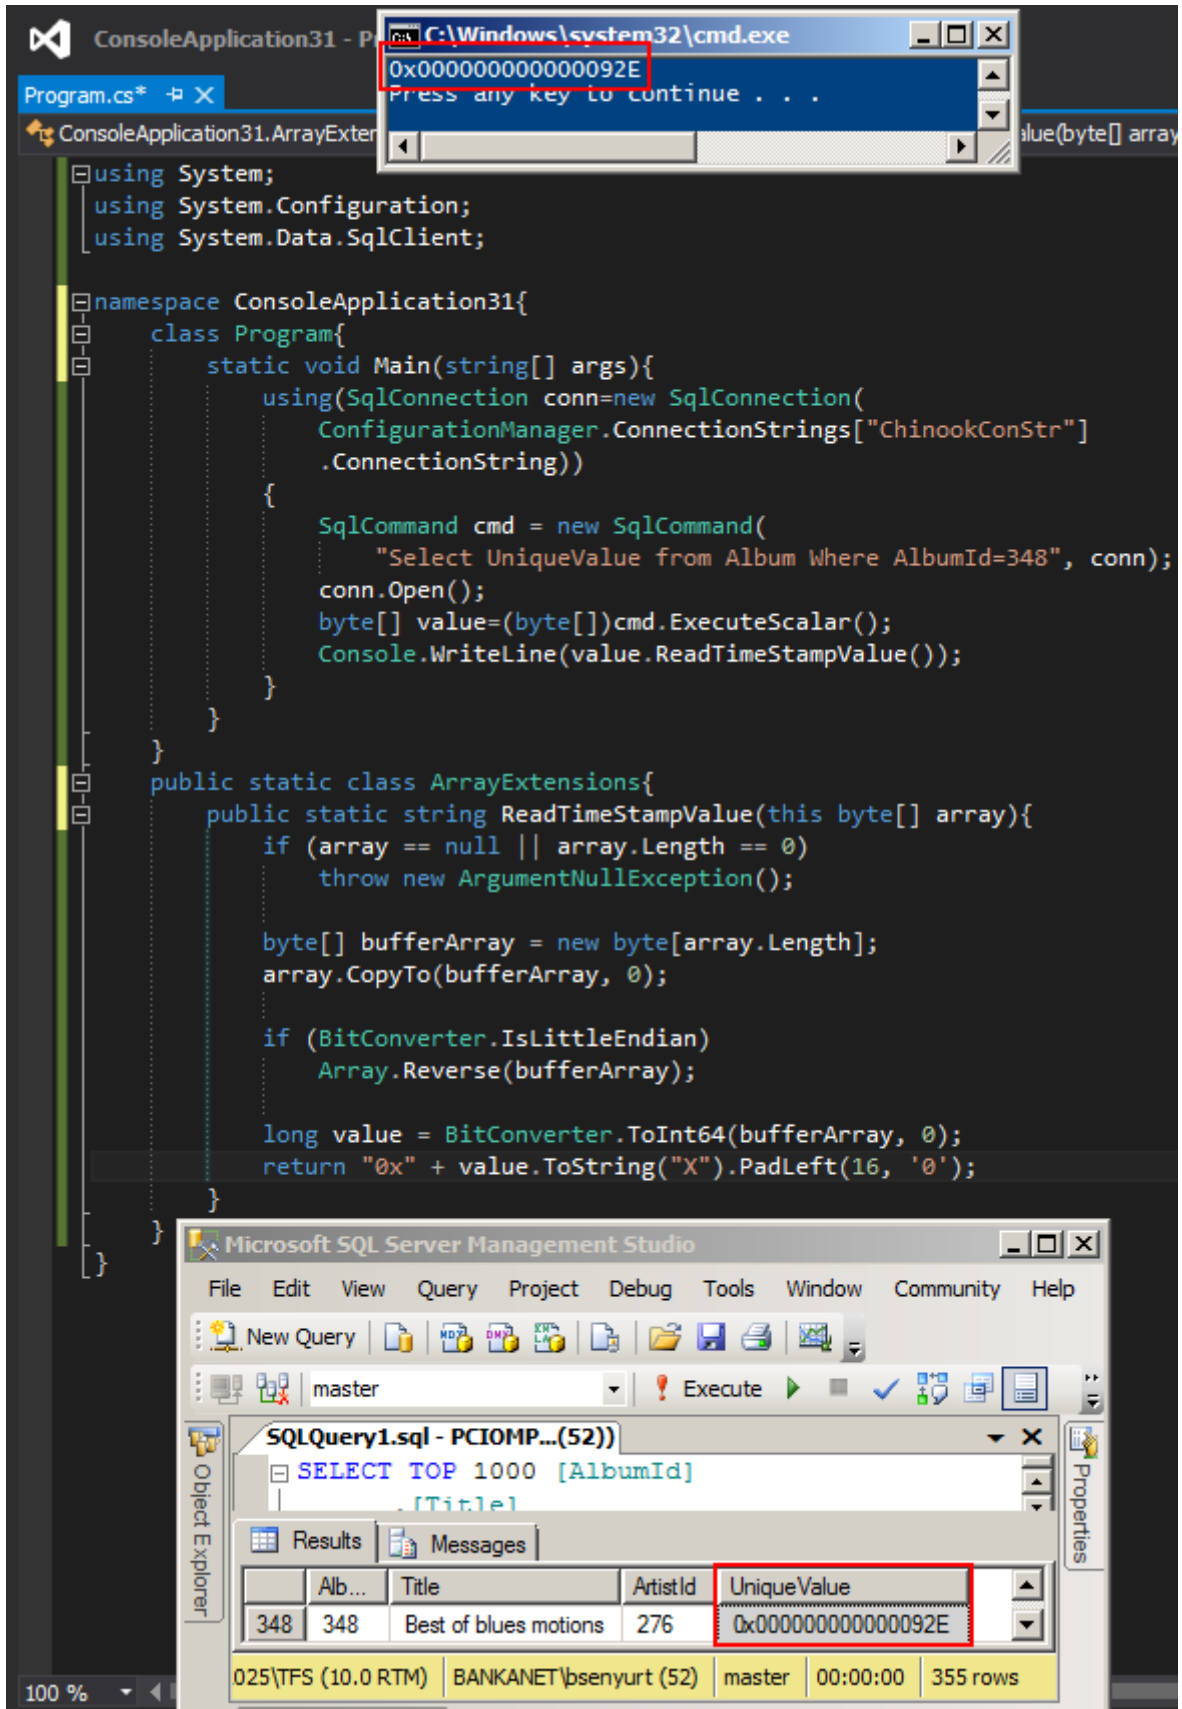 ConsoleApplication31 - P
C:\Windows\system32\cmd.exe
0x000000000000092E
Press any key to continue . . .
Program.cs*
ConsoleApplication31.ArrayExten
alue(byte[] array
using System;
using System.Configuration;
using System.Data.SqlClient;
namespace ConsoleApplication31{
class Program{
static void Main(string[] args){
using(SqlConnection conn=new SqlConnection(
ConfigurationManager.ConnectionStrings["ChinookConStr"]
.ConnectionString))
{
SqlCommand cmd = new SqlCommand(
"Select UniqueValue from Album Where AlbumId=348", conn);
conn.Open();
byte[] value=(byte[])cmd.ExecuteScalar();
Console.WriteLine(value.ReadTimeStampValue());
}
}
}
public static class ArrayExtensions{
public static string ReadTimeStampValue(this byte[] array){
if (array == null || array.Length == 0)
throw new ArgumentNullException();
byte[] bufferArray = new byte[array.Length];
array.CopyTo(bufferArray, 0);
if (BitConverter.IsLittleEndian)
Array.Reverse(bufferArray);
long value = BitConverter.ToInt64(bufferArray, 0);
return "0x" + value.ToString("X").PadLeft(16, '0');
}
}
}
Microsoft SQL Server Management Studio
File Edit View Query Project Debug Tools Window Community Help
New Query
master Execute
SQLQuery1.sql - PCIOMP...(52))
Object Explorer
Properties
SELECT TOP 1000 [AlbumId]
,[Title]
Results Messages
Alb... Title ArtistId UniqueValue
348 348 Best of blues motions 276 0x000000000000092E
025\TFS (10.0 RTM) BANKANET\bsenyurt (52) master 00:00:00 355 rows
100 %